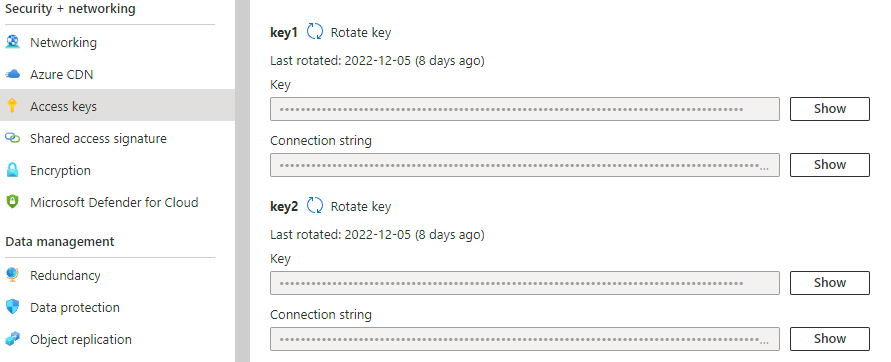 Security + networking
Networking
Azure CDN
Access keys
Shared access signature
Encryption
Microsoft Defender for Cloud
Data management
Redundancy
Data protection
Object replication
key1 Rotate key
Last rotated: 2022-12-05 (8 days ago)
Key
Show
Connection string
... Show
key2 Rotate key
Last rotated: 2022-12-05 (8 days ago)
Key
Show
Connection string
... Show